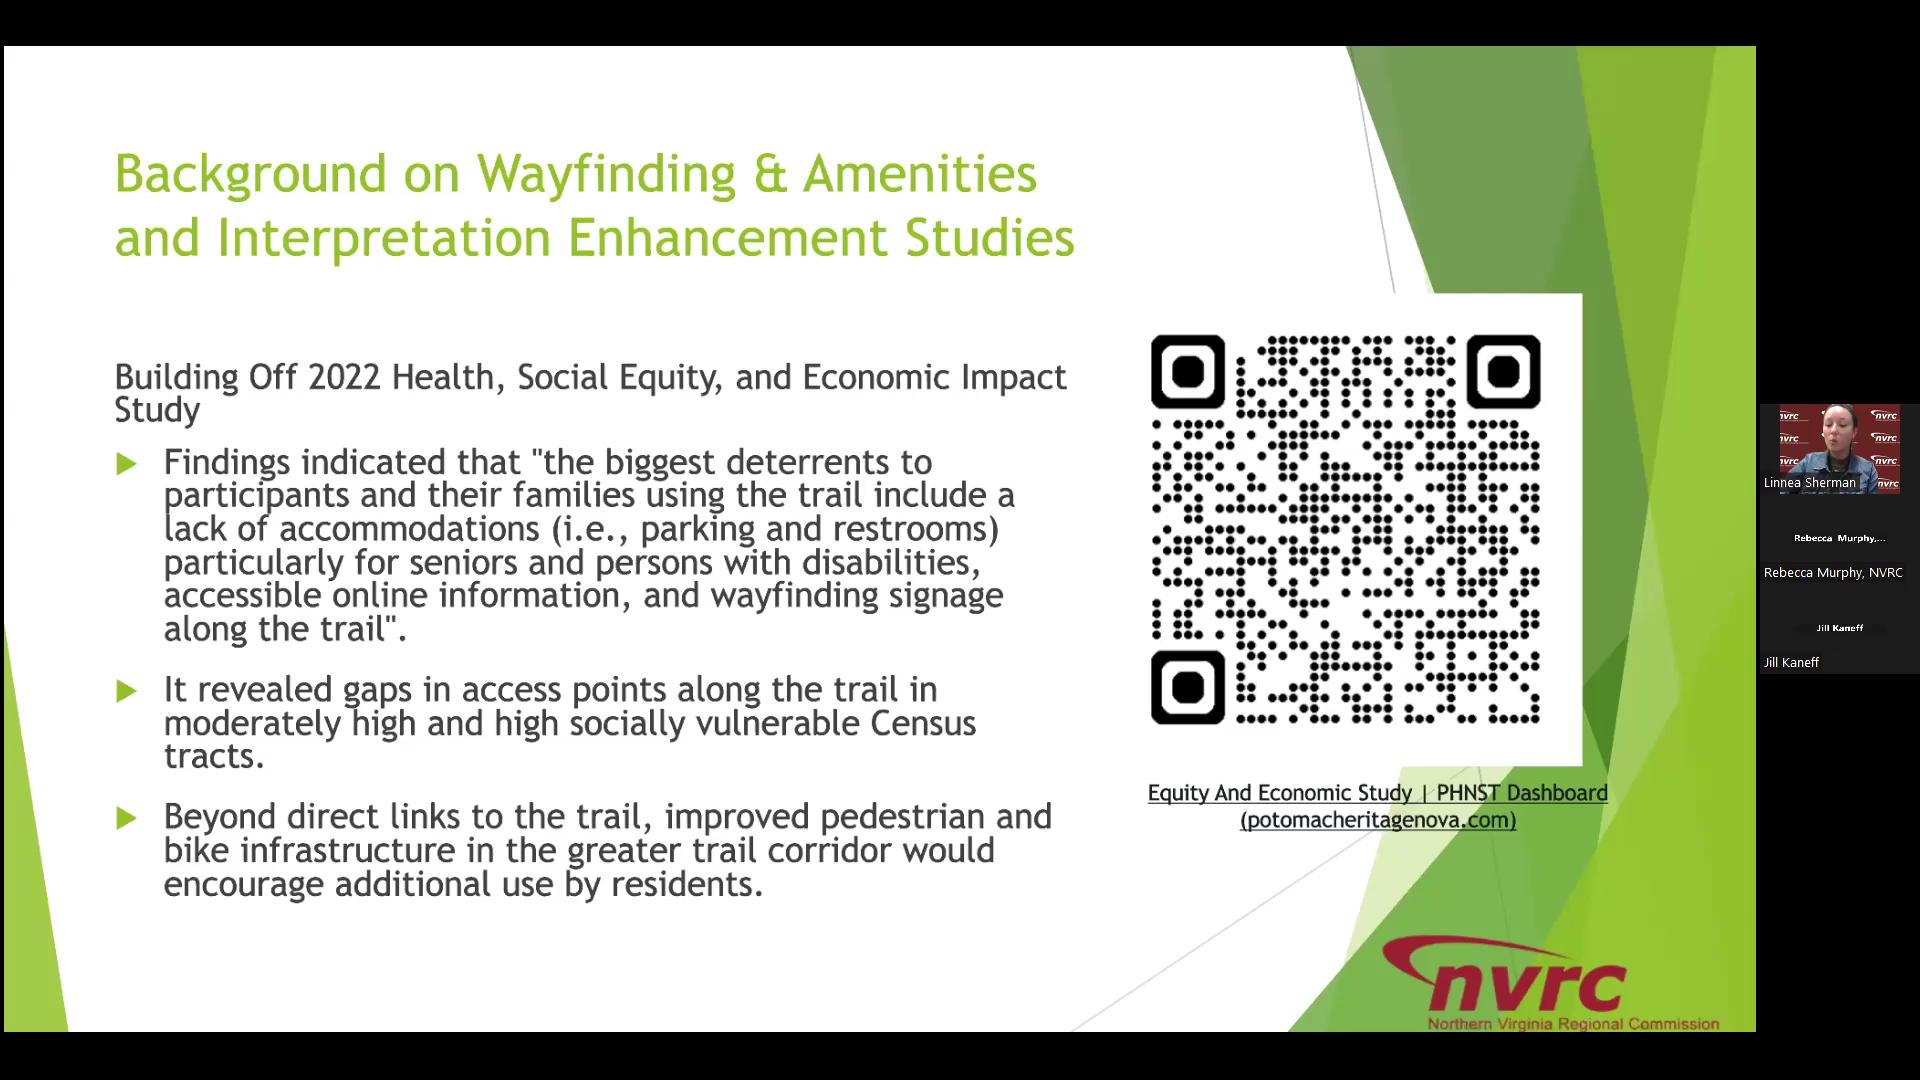 Background on Wayfinding & Amenities
and Interpretation Enhancement Studies
Building Off 2022 Health, Social Equity, and Economic Impact
Study
Findings indicated that "the biggest deterrents to
participants and their families using the trail include a
lack of accommodations (i.e., parking and restrooms)
particularly for seniors and persons with disabilities,
accessible online information, and wayfinding signage
along the trail".
It revealed gaps in access points along the trail in
moderately high and high socially vulnerable Census
tracts.
Beyond direct links to the trail, improved pedestrian and
bike infrastructure in the greater trail corridor would
encourage additional use by residents.
Equity And Economic Study | PHNST Dashboard
(potomacheritagenova.com)
nvrc
Northern Virginia Regional Commission
nvrc
nvrc
nvrc
nvrc
nvrc
nvrc
Linnea Sherman
Rebecca Murphy,...
Rebecca Murphy, NVRC
Jill Kaneff
Jill Kaneff